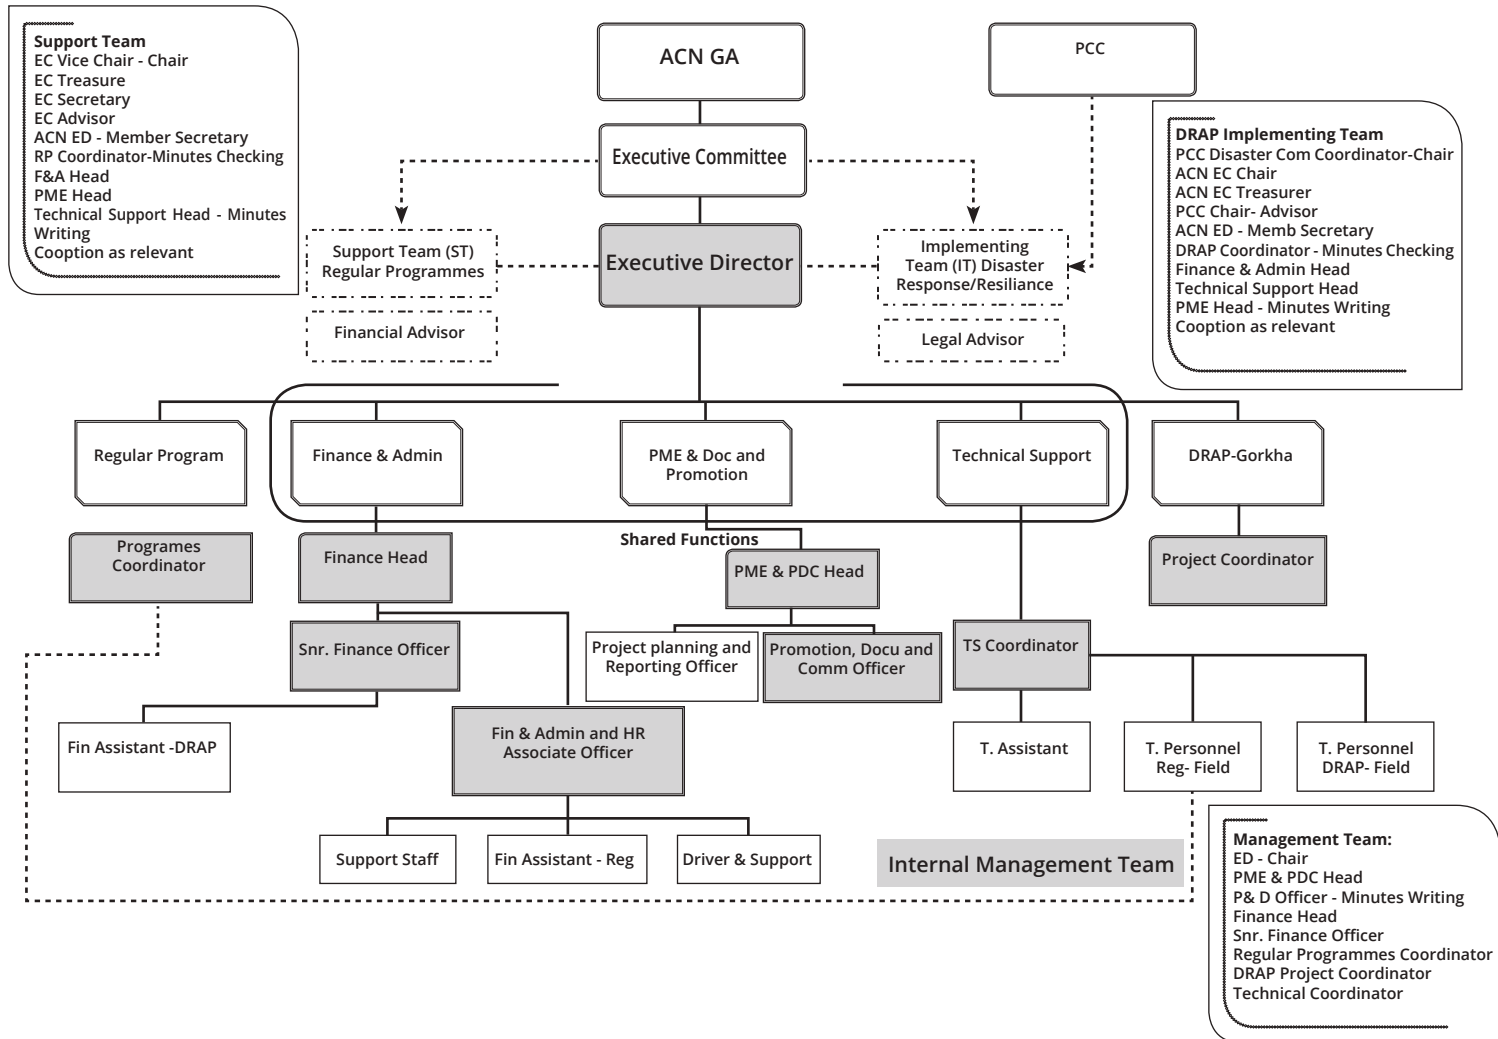 Support Team
EC Vice Chair - Chair
EC Treasure
EC Secretary
EC Advisor
ACN ED - Member Secretary
RP Coordinator-Minutes Checking
F&A Head
PME Head
Technical Support Head - Minutes
Writing
Cooption as relevant
ACN GA
PCC
DRAP Implementing Team
PCC Disaster Com Coordinator-Chair
ACN EC Chair
ACN EC Treasurer
PCC Chair- Advisor
ACN ED - Memb Secretary
DRAP Coordinator - Minutes Checking
Finance & Admin Head
Technical Support Head
PME Head - Minutes Writing
Cooption as relevant
Executive Committee
Support Team (ST)
Regular Programmes
Executive Director
Implementing
Team (IT) Disaster
Response/Resiliance
Financial Advisor
Legal Advisor
Regular Program
Finance & Admin
PME & Doc and
Promotion
Technical Support
DRAP-Gorkha
Shared Functions
Programes
Coordinator
Finance Head
PME & PDC Head
Project Coordinator
Snr. Finance Officer
Project planning and
Reporting Officer
Promotion, Docu and
Comm Officer
TS Coordinator
Fin Assistant -DRAP
Fin & Admin and HR
Associate Officer
T. Assistant
T. Personnel
Reg- Field
T. Personnel
DRAP- Field
Support Staff
Fin Assistant - Reg
Driver & Support
Internal Management Team
Management Team:
ED - Chair
PME & PDC Head
P& D Officer - Minutes Writing
Finance Head
Snr. Finance Officer
Regular Programmes Coordinator
DRAP Project Coordinator
Technical Coordinator